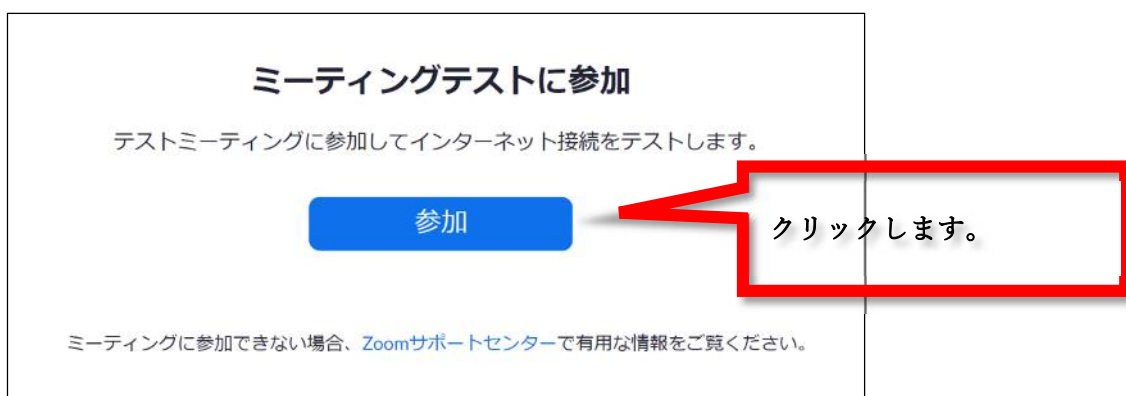 ミーティングテストに参加
テストミーティングに参加してインターネット接続をテストします。
参加
クリックします。
ミーティングに参加できない場合、Zoomサポートセンターで有用な情報をご覧ください。